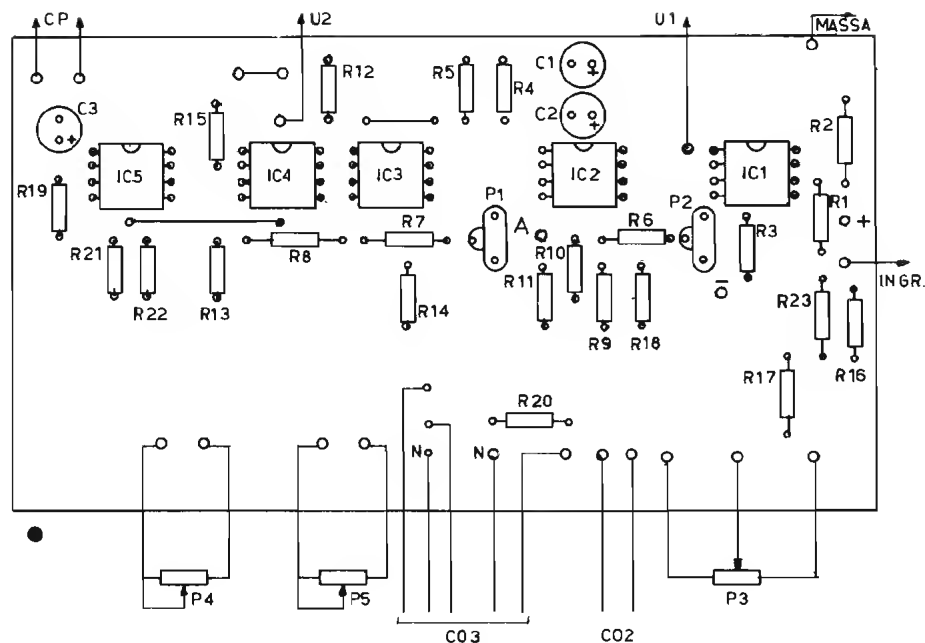 CP U2 U1 MASSA
C1
R12 R5 R4
C3 R15 C2 R2
IC5 IC4 IC3 IC2 IC1
R19 P1 P2 R1
R7 A R6 R3 +
R21 R8 R10
R11 INGR.
R22 R13 R14 R9 R18 – R23
R16
R17
R20
N N
P4 P5 P3
CO3 CO2